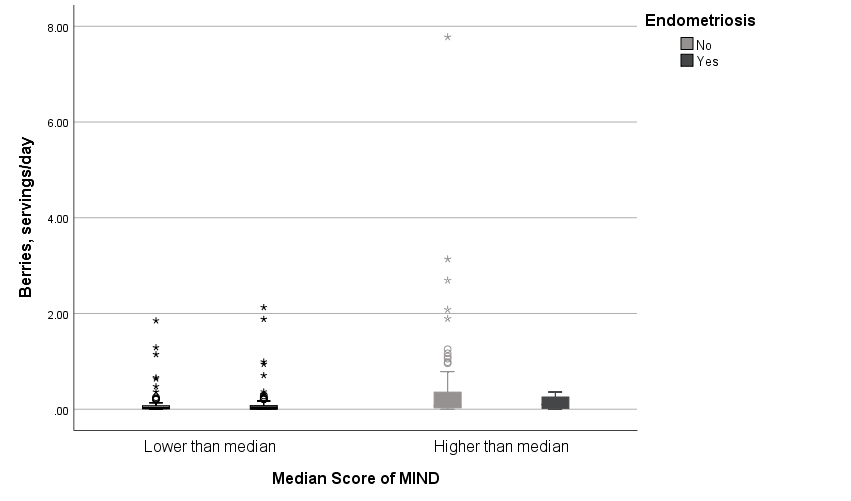 Endometriosis
No
Yes
8.00
6.00
4.00
2.00
.00
Berries, servings/day
Lower than median
Higher than median
Median Score of MIND